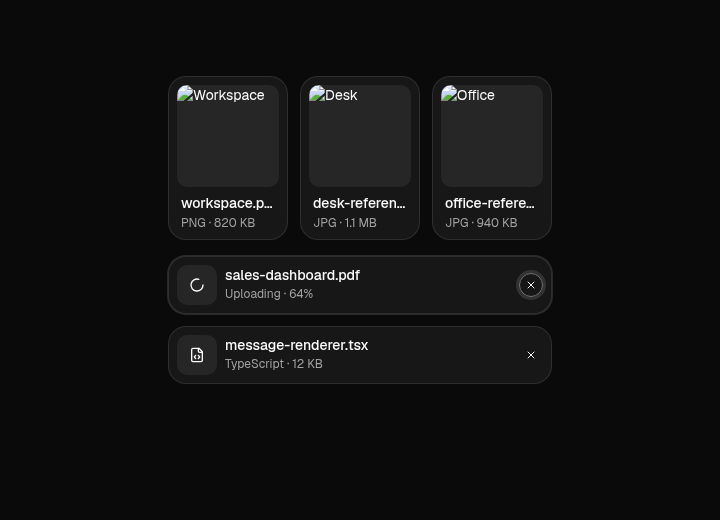 Workspace
workspace.p...
PNG · 820 KB
Desk
desk-referen...
JPG · 1.1 MB
Office
office-refere...
JPG · 940 KB
sales-dashboard.pdf
Uploading · 64%
message-renderer.tsx
TypeScript · 12 KB